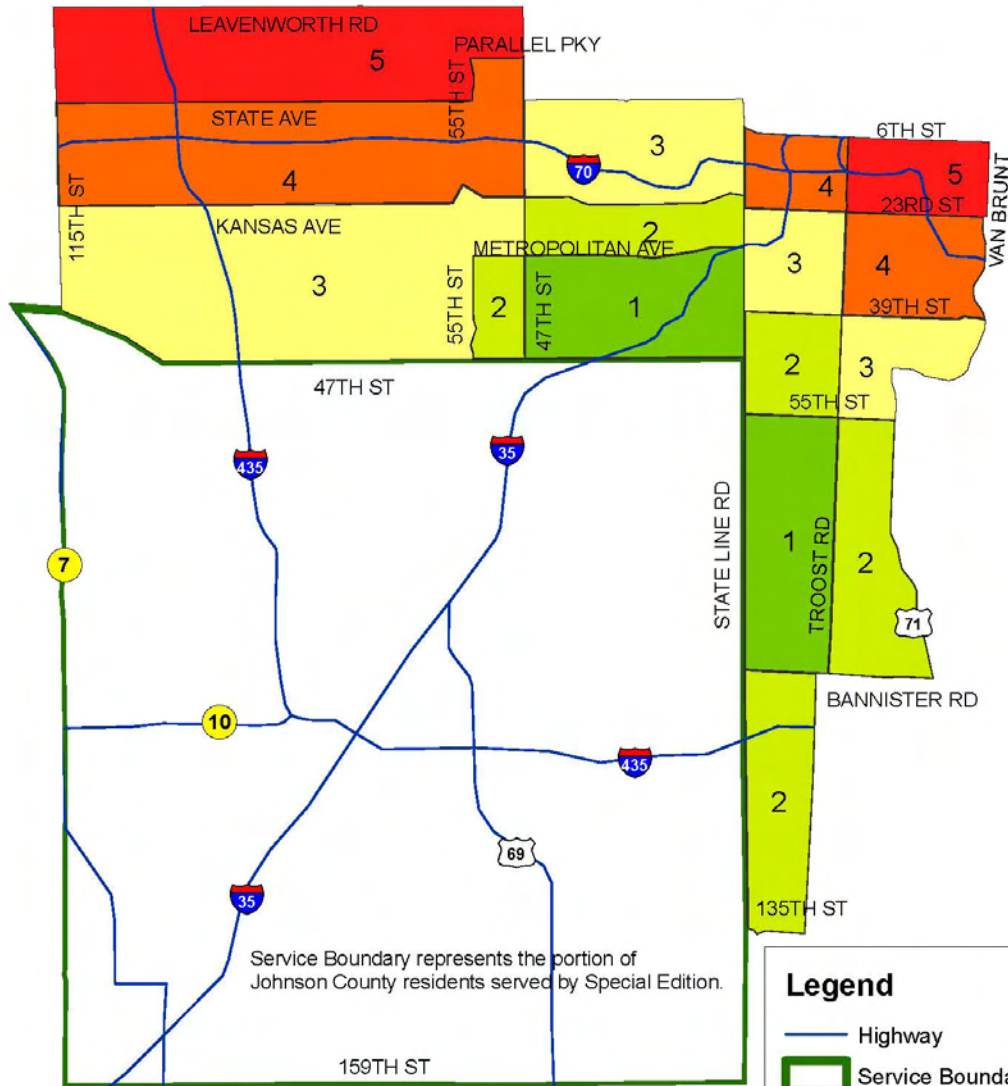 LEAVENWORTH RD
PARALLEL PKY
5
55TH ST
STATE AVE
6TH ST
3
70
4
4
5
115TH ST
23RD ST
VAN BRUNT
KANSAS AVE
2
METROPOLITAN AVE
3
3
4
55TH ST
2
47TH ST
1
39TH ST
47TH ST
2
3
55TH ST
435
35
7
STATE LINE RD
1
TROOST RD
2
71
BANNISTER RD
10
435
2
69
35
135TH ST
Service Boundary represents the portion of
Johnson County residents served by Special Edition.
Legend
Highway
159TH ST
Service Bounda